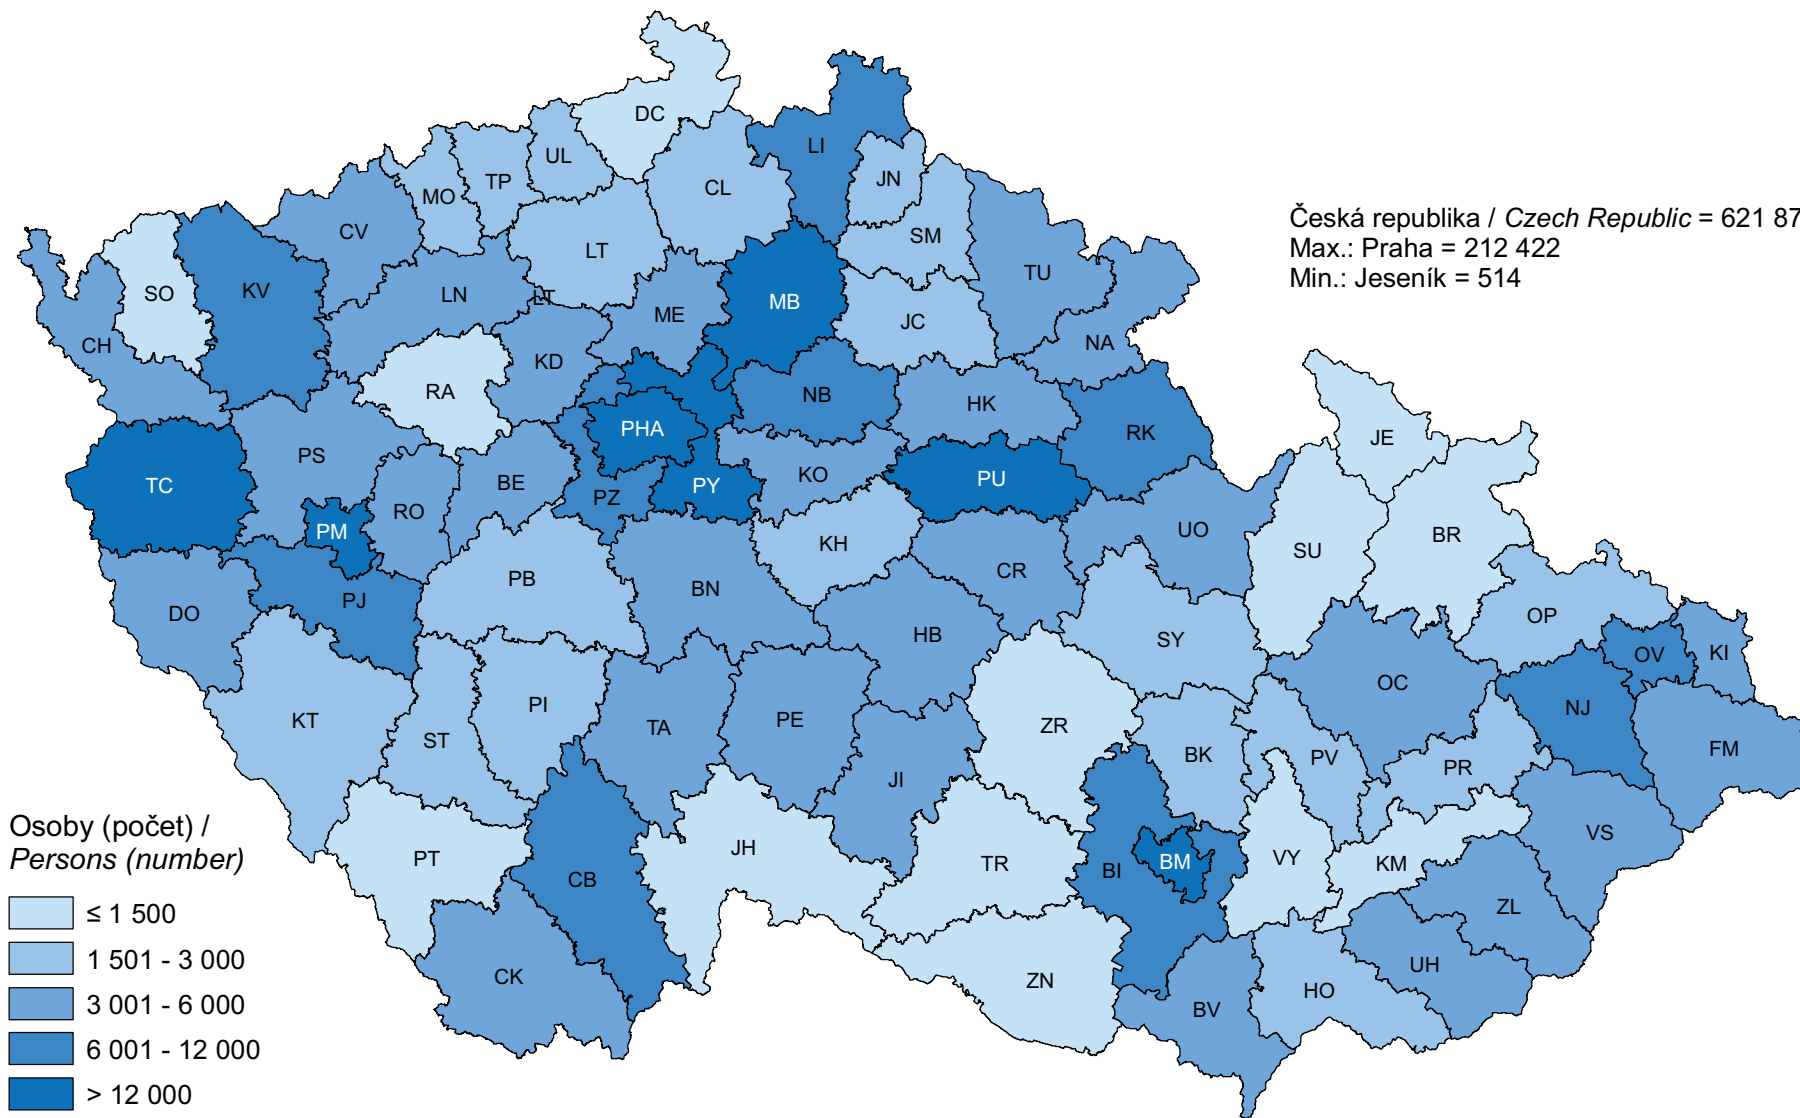 DC
LI
UL
JN
TP
CL
MO
CV
SM
LT
Česká republika / Czech Republic = 621 87
Max.: Praha = 212 422
Min.: Jeseník = 514
TU
SO
KV
LN
LT
MB
ME
JC
CH
NA
KD
RA
NB
HK
PHA
RK
JE
PS
KO
PU
TC
BE
PZ
PY
RO
PM
UO
SU
BR
KH
CR
PB
BN
PJ
DO
HB
SY
OP
OV
KI
OC
PI
KT
ST
TA
PE
ZR
NJ
BK
PV
FM
JI
PR
VS
Osoby (počet) /
Persons (number)
PT
JH
TR
BM
VY
KM
CB
BI
≤ 1 500
ZL
1 501 - 3 000
CK
ZN
UH
HO
3 001 - 6 000
BV
6 001 - 12 000
> 12 000